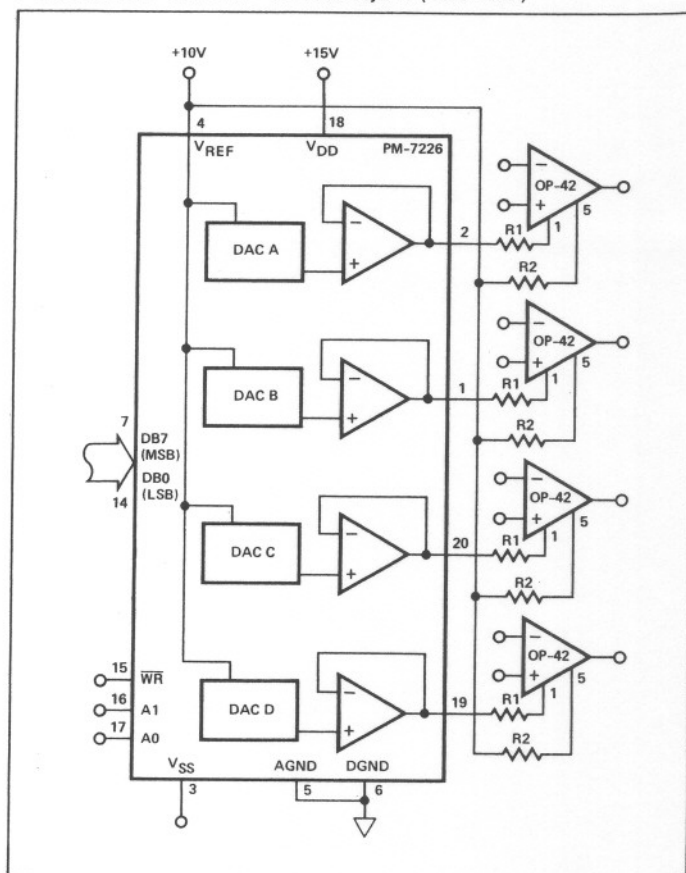 +10V
+15V
4
18
PM-7226
VREF
VDD
OP-42
−
+
5
1
DAC A
−
+
2
R1
R2
OP-42
−
+
5
1
DAC B
−
+
1
R1
R2
7
DB7
(MSB)
DB0
(LSB)
14
OP-42
−
+
5
1
DAC C
−
+
20
R1
R2
OP-42
−
+
5
1
DAC D
−
+
19
R1
R2
15
WR
16
A1
17
A0
VSS
AGND
DGND
3
5
6